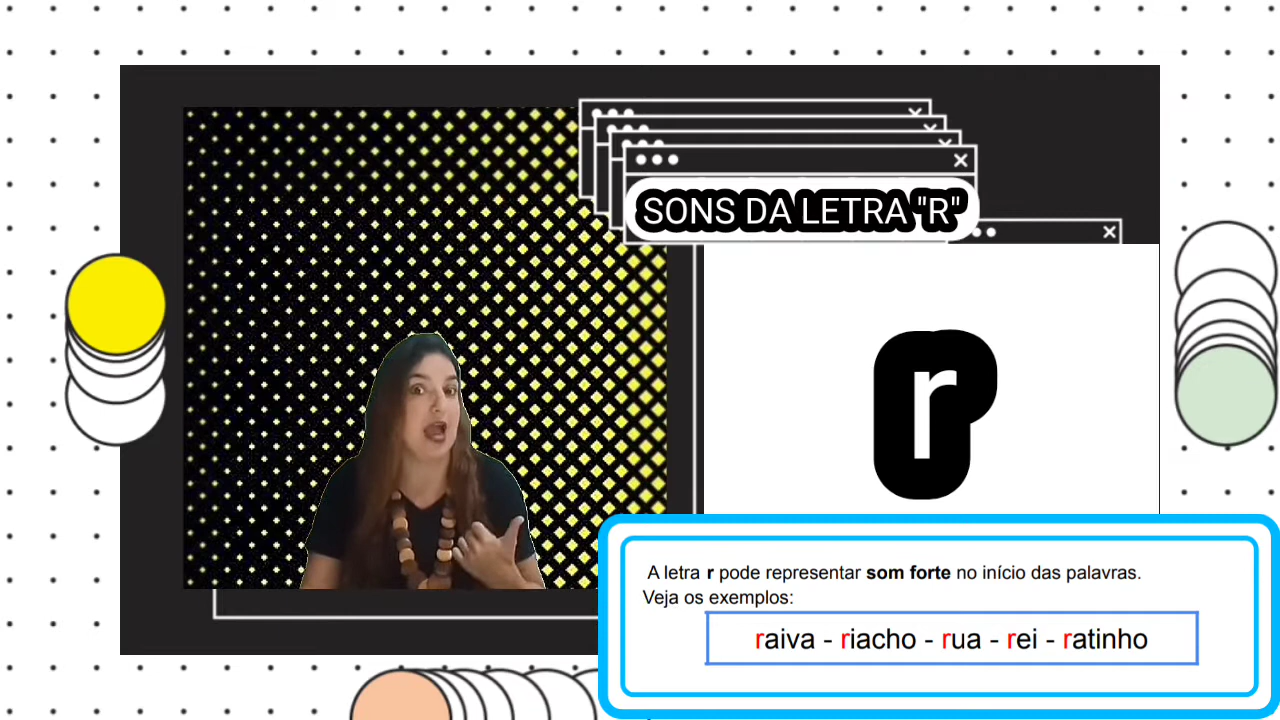 SONS DA LETRA "R"
r
A letra r pode representar som forte no início das palavras.
Veja os exemplos:
raiva - riacho - rua - rei - ratinho